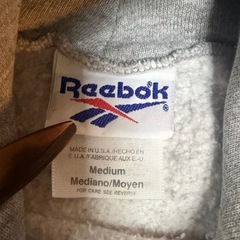 Reebok
MADE IN U.S.A. /HECHO EN
E.U.A. /FABRIQUE AUX E.-U.
Medium
Mediano/Moyen
FOR CARE SEE REVERSE